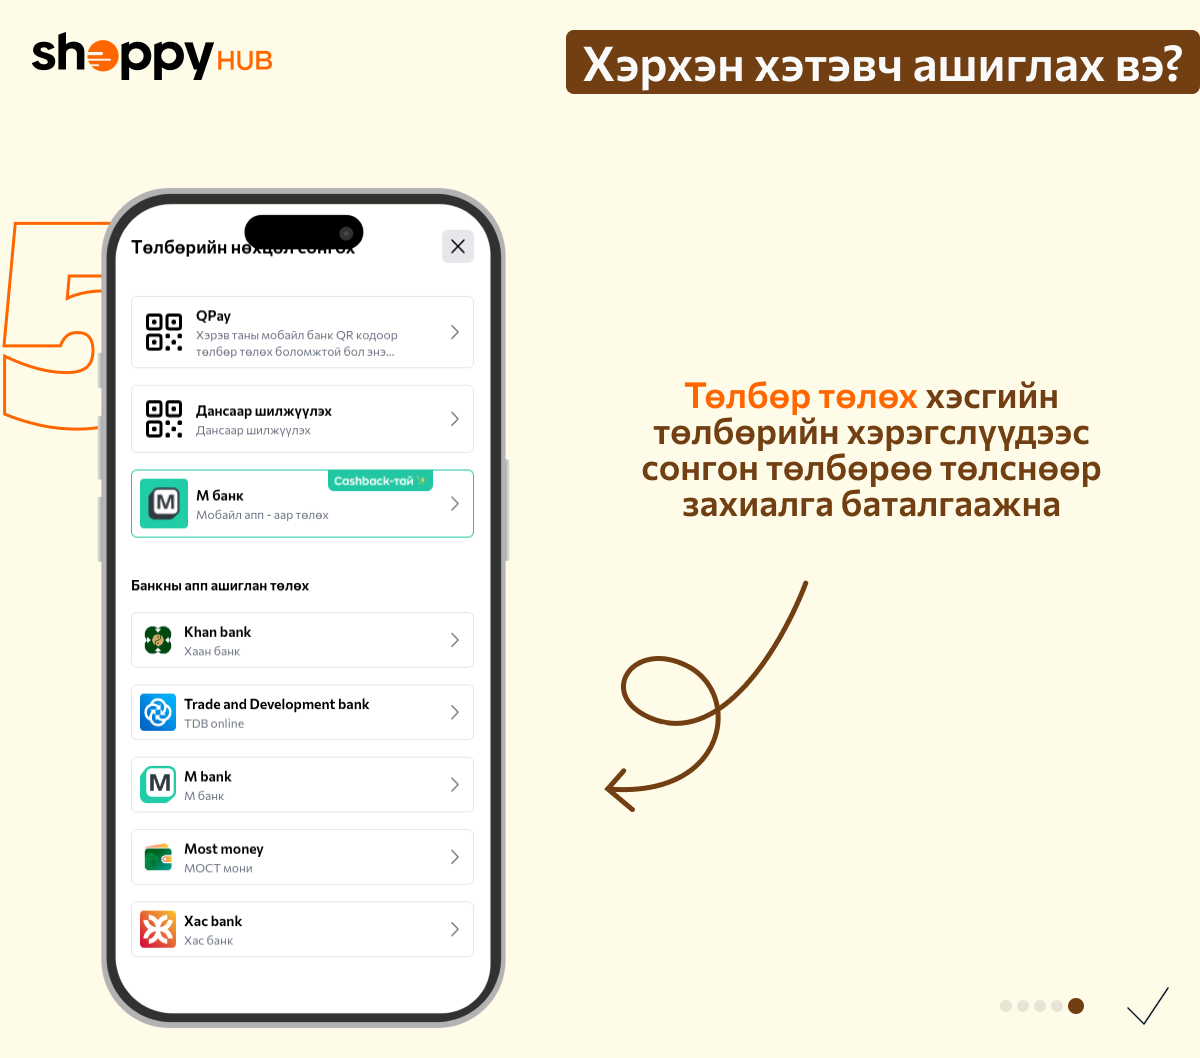 shoppy HUB
Хэрхэн хэтэвч ашиглах вэ?
5
Төлбөрийн нөхцөл сонгох
QPay
Хэрэв таны мобайл банк QR кодоор
төлбөр төлөх боломжтой бол энэ...
Дансаар шилжүүлэх
Дансаар шилжүүлэх
Cashback-тай ✨
M
М банк
Мобайл апп - аар төлөх
Банкны апп ашиглан төлөх
Khan bank
Хаан банк
Trade and Development bank
TDB online
M
M bank
М банк
Most money
МОСТ мони
Xac bank
Хас банк
Төлбөр төлөх хэсгийн
төлбөрийн хэрэгслүүдээс
сонгон төлбөрөө төлснөөр
захиалга баталгаажна